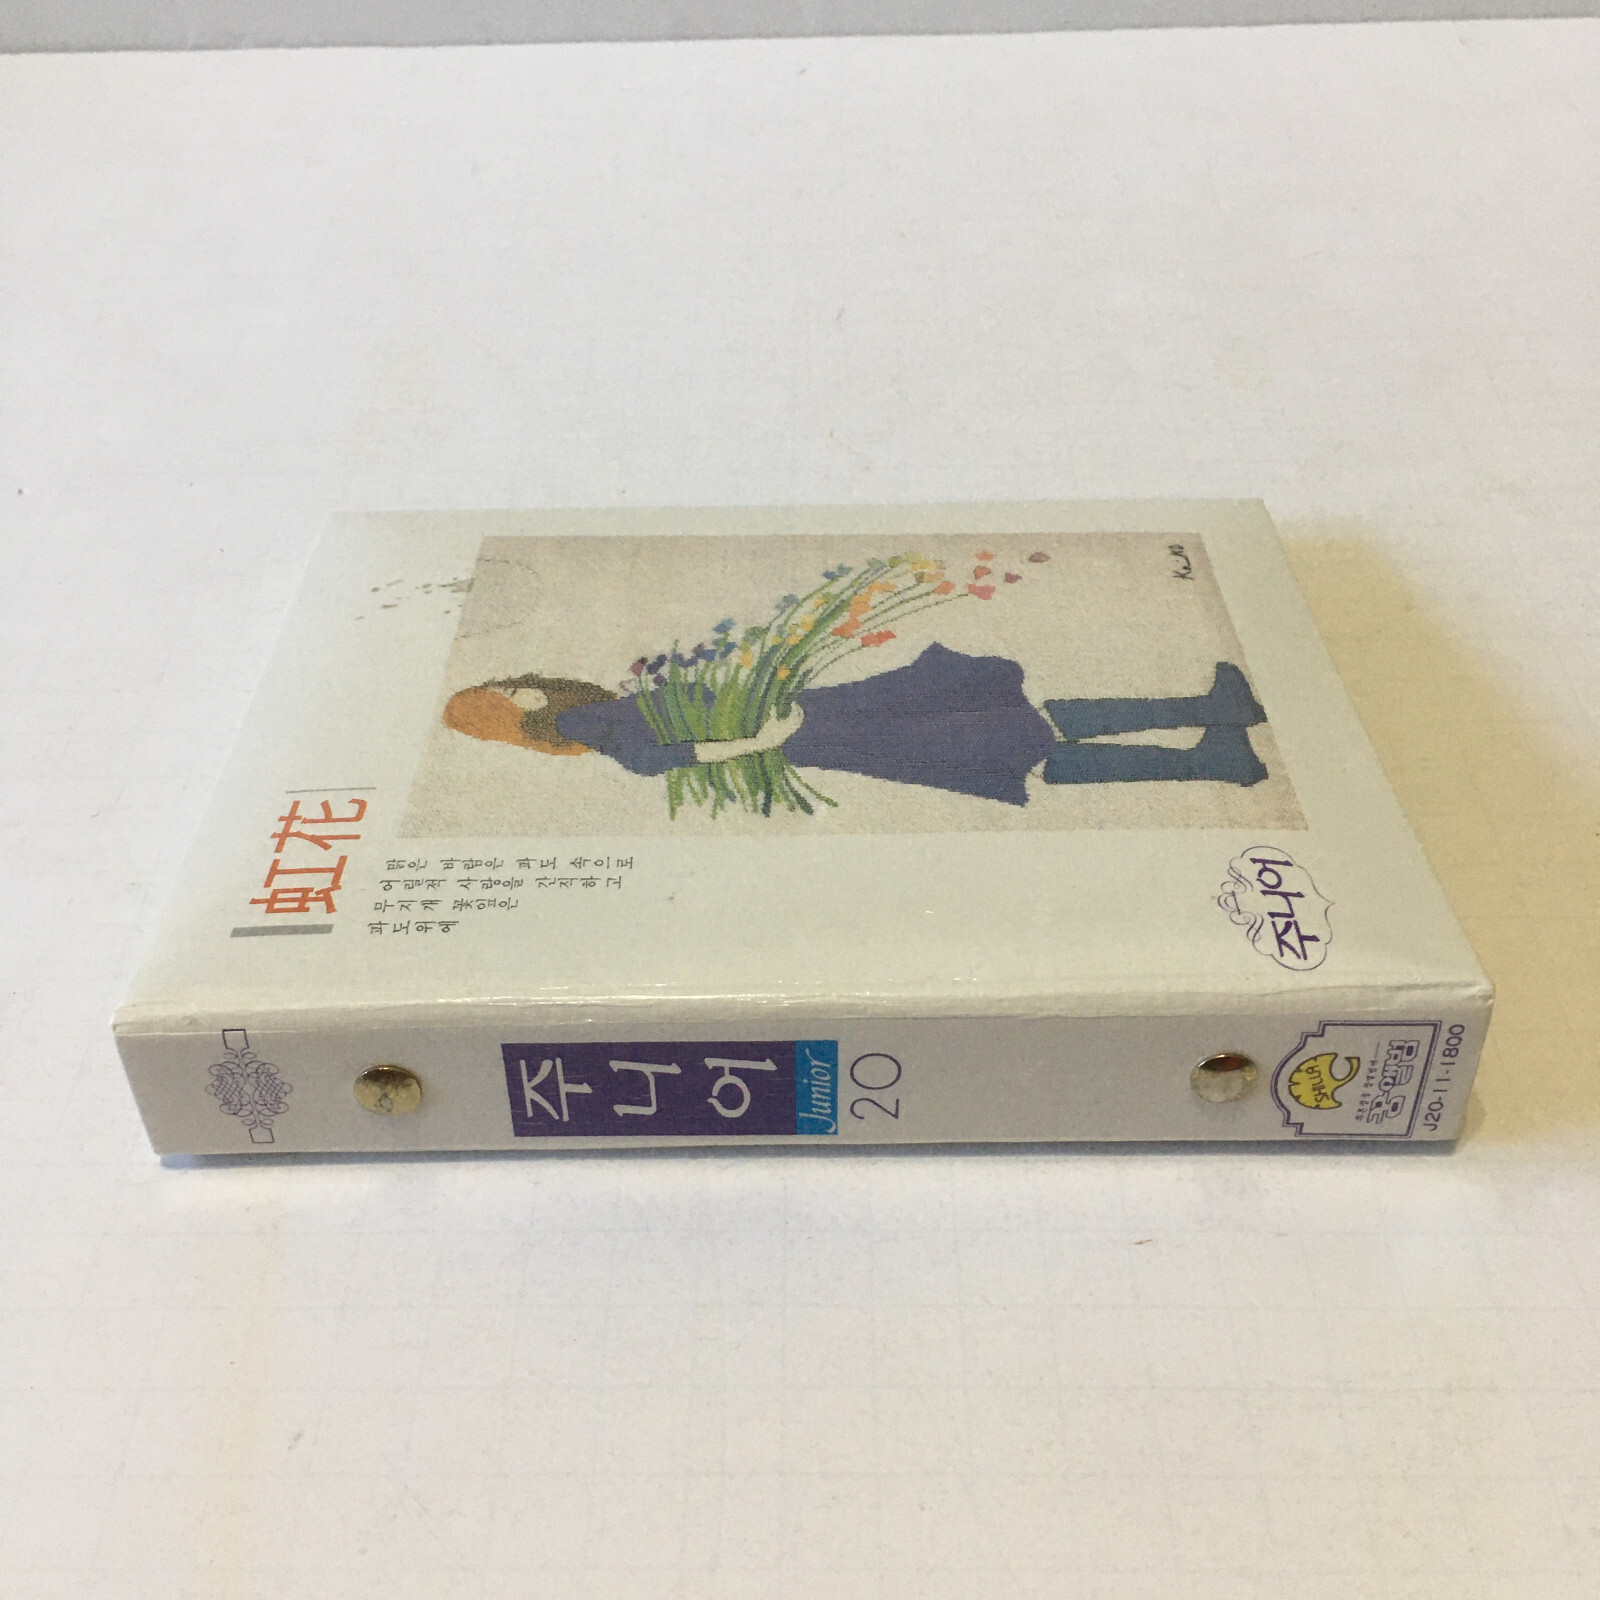 虹花
맑은 바람은 파도 속으로
어릴적 사랑을 간직하고
무지개 꽃잎은
파도위에
주니어
주니어
Junior
20
SHILLA
J20-11-1800